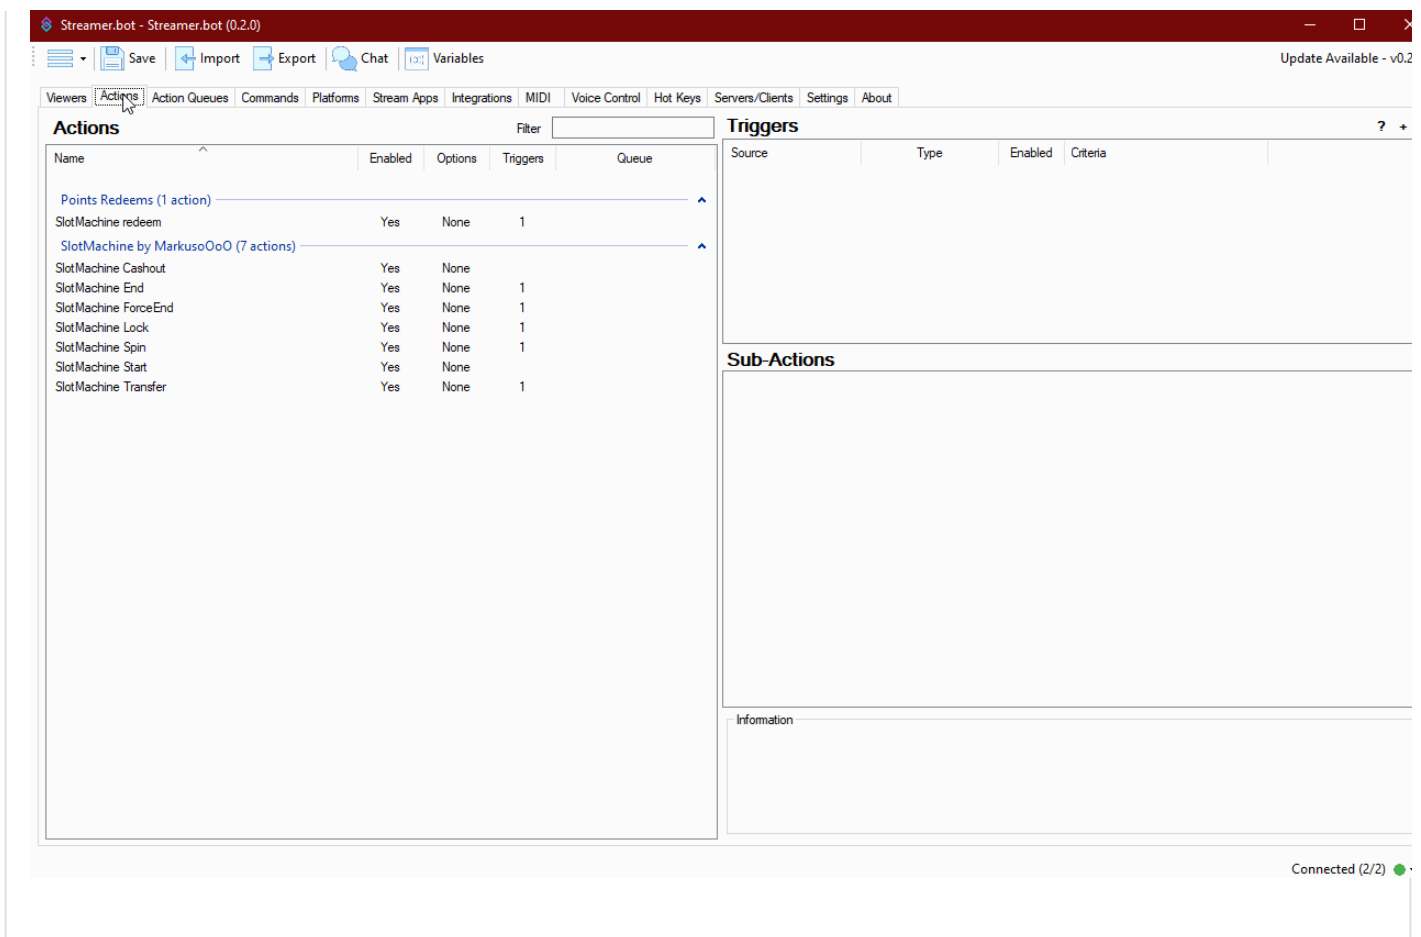 Streamer.bot - Streamer.bot (0.2.0)
Save Import Export Chat Variables Update Available - v0.2
Viewers Actions Action Queues Commands Platforms Stream Apps Integrations MIDI Voice Control Hot Keys Servers/Clients Settings About
Actions Filter
Name Enabled Options Triggers Queue
Points Redeems (1 action)
SlotMachine redeem Yes None 1
SlotMachine by MarkusoOoO (7 actions)
SlotMachine Cashout Yes None
SlotMachine End Yes None 1
SlotMachine ForceEnd Yes None 1
SlotMachine Lock Yes None 1
SlotMachine Spin Yes None 1
SlotMachine Start Yes None
SlotMachine Transfer Yes None 1
Triggers ? +
Source Type Enabled Criteria
Sub-Actions
Information
Connected (2/2)